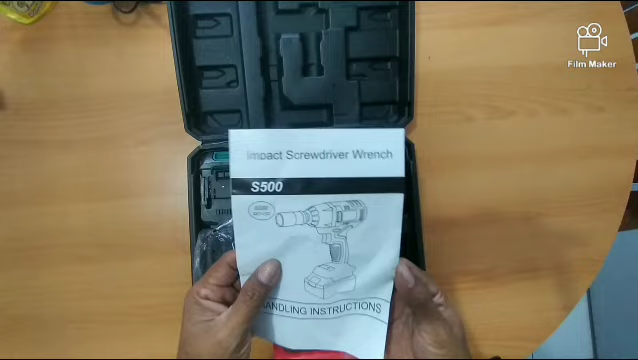 Film Maker
Impact Screwdriver Wrench
S500
HANDLING INSTRUCTIONS